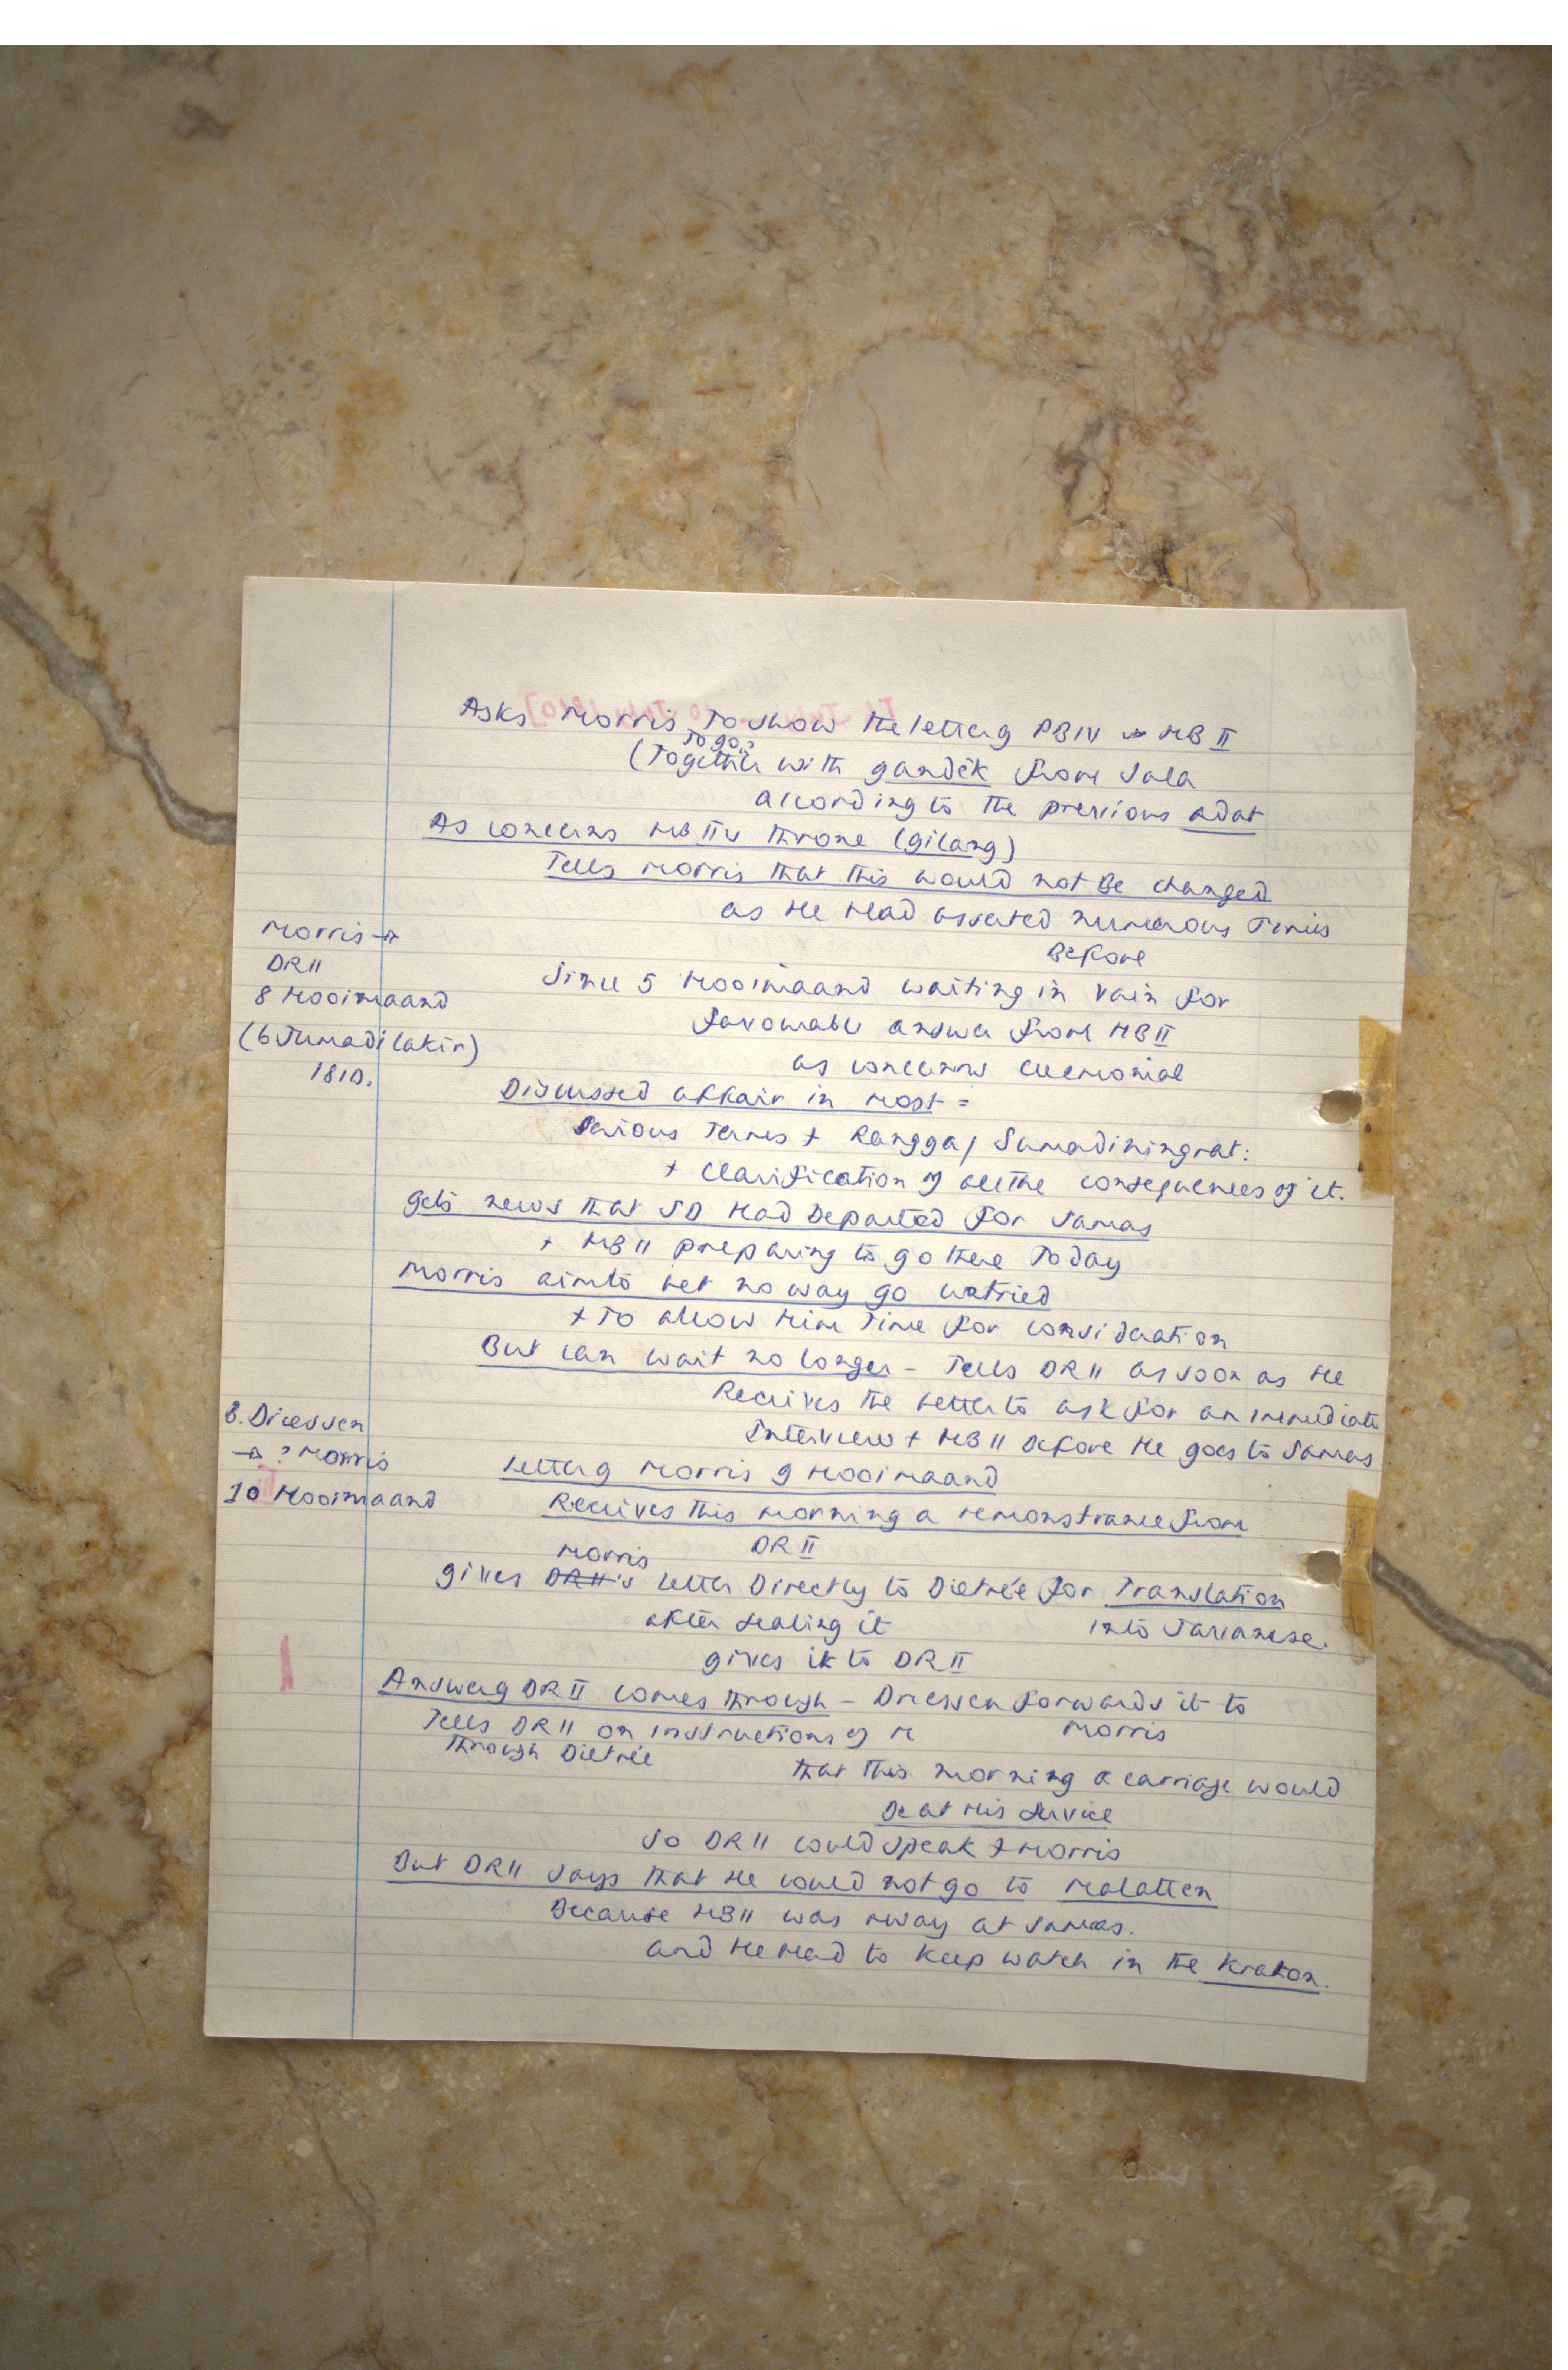 Asks Morris to show the letter of PBIV → HB II
to go
(Together with gandèk from Sala
according to the previous adat
As concerns HB II's throne (gilang)
Tells Morris that this would not be changed
as he had asserted numerous times
before
Morris →
DR II
8 Hooimaand
(6 Jumadilakir)
1810.
Since 5 Hooimaand waiting in vain for
favourable answer from HB II
as concerns ceremonial
Discussed affair in most =
serious terms + Rangga / Sumadiningrat:
+ clarification of all the consequences of it.
Gets news that SD had departed for Samas
+ HB II preparing to go there today
Morris aims to let no way go untried
+ to allow him time for consideration
But can wait no longer - Tells DR II as soon as he
Receives the letter to ask for an immediate
Interview + HB II before he goes to Samas
B. Driessen
→ ? Morris
10 Hooimaand
Letter of Morris 9 Hooimaand
Receives this morning a remonstrance from
DR II
Morris
gives DR II's letter directly to Dietrée for Translation
after sealing it into Javanese.
gives it to DR II
Answer of DR II comes through - Driessen forwards it to
Morris
Tells DR II on instructions of M
through Dietrée
that this morning a carriage would
be at his service
so DR II could speak + Morris
But DR II says that he could not go to Malatten
Because HB II was away at Samas.
and he had to keep watch in the Kraton.